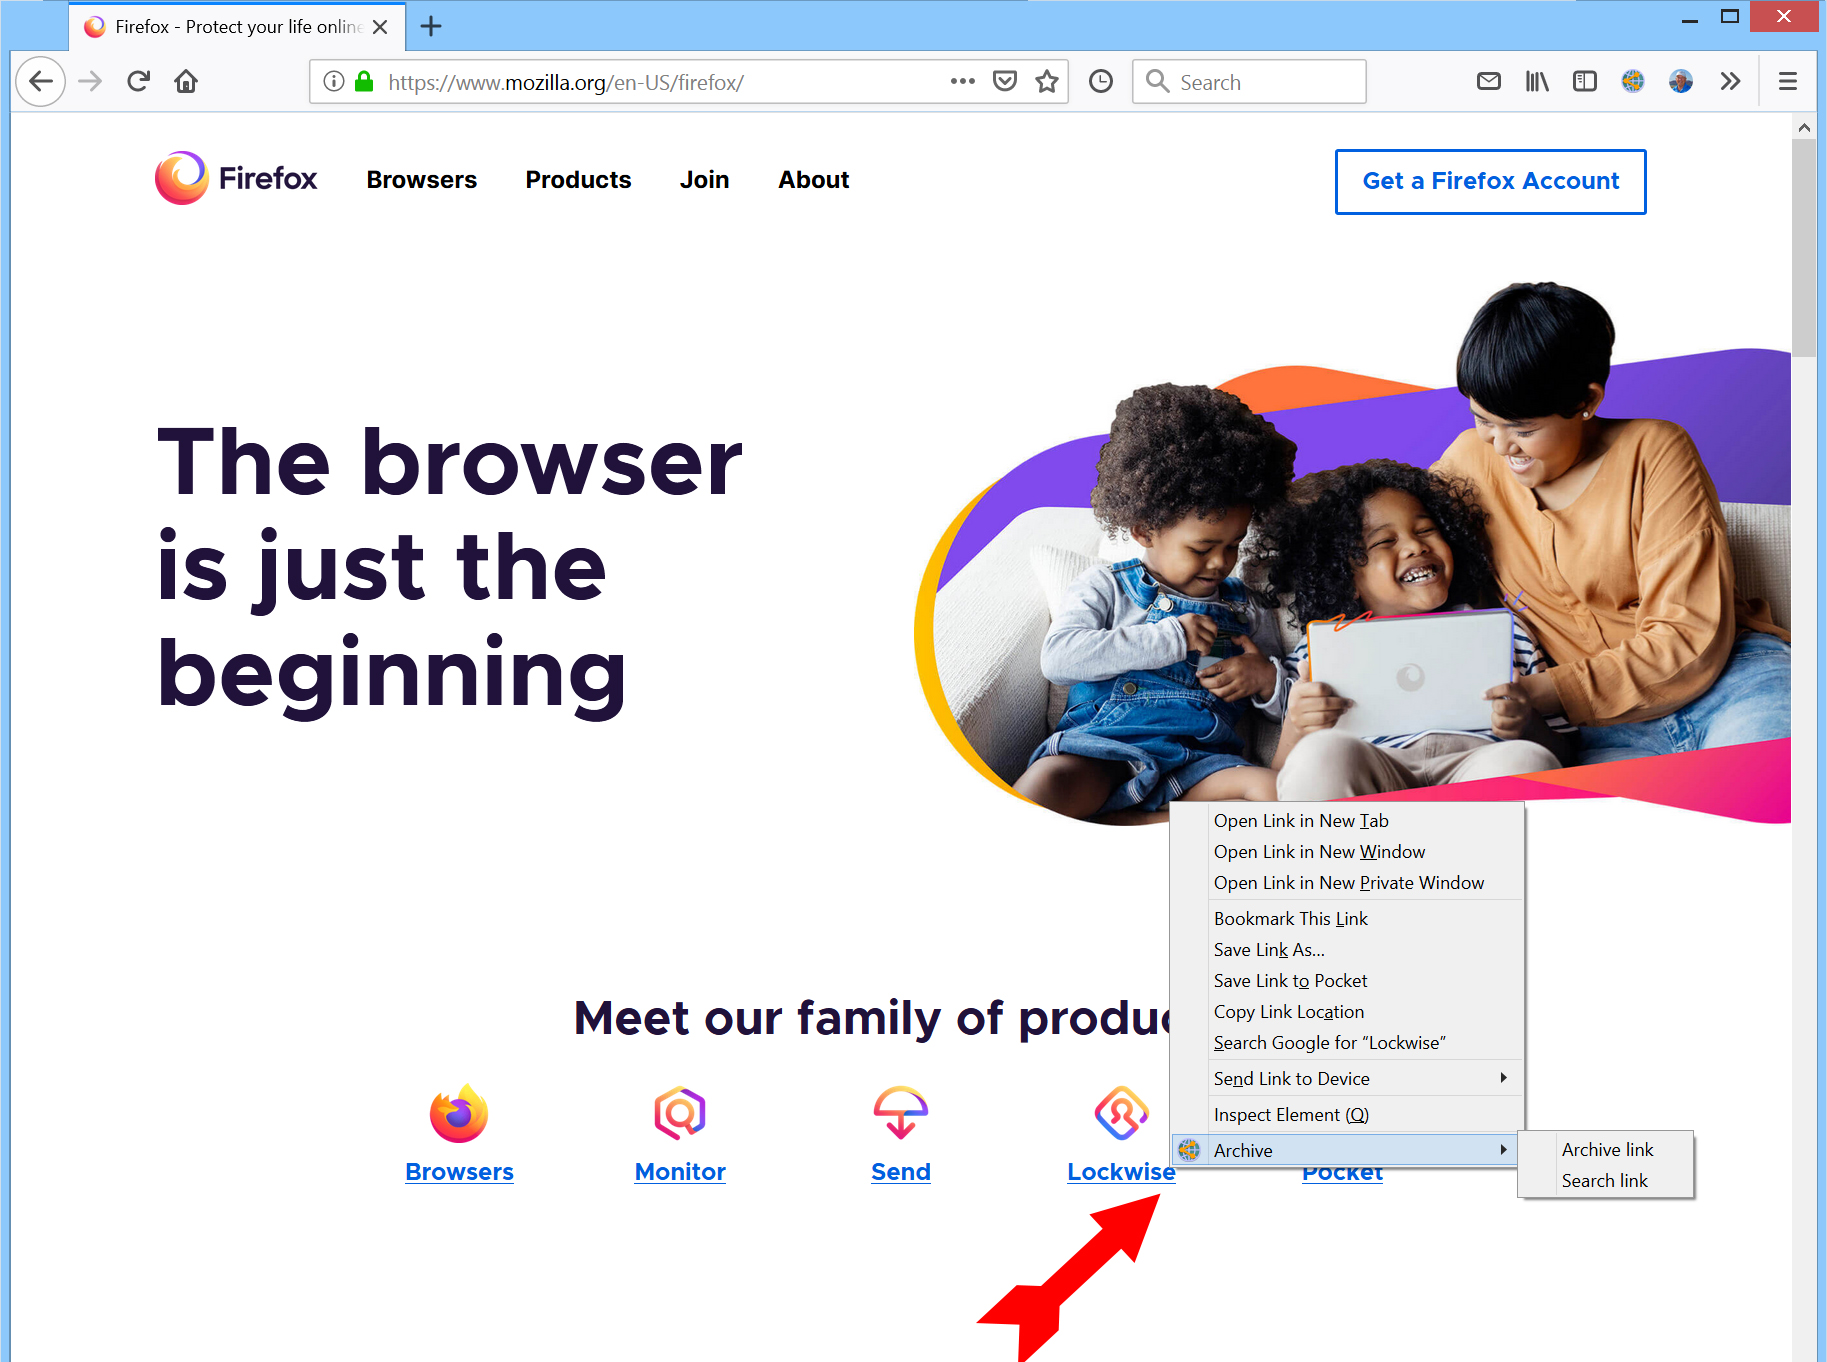 Firefox - Protect your life online
https://www.mozilla.org/en-US/firefox/
Search
Firefox
Browsers
Products
Join
About
Get a Firefox Account
The browser
is just the
beginning
Meet our family of
Browsers
Monitor
Send
Lockwise
Pocket
Open Link in New Tab
Open Link in New Window
Open Link in New Private Window
Bookmark This Link
Save Link As...
Save Link to Pocket
Copy Link Location
Search Google for “Lockwise”
Send Link to Device
Inspect Element (Q)
Archive
Archive link
Search link